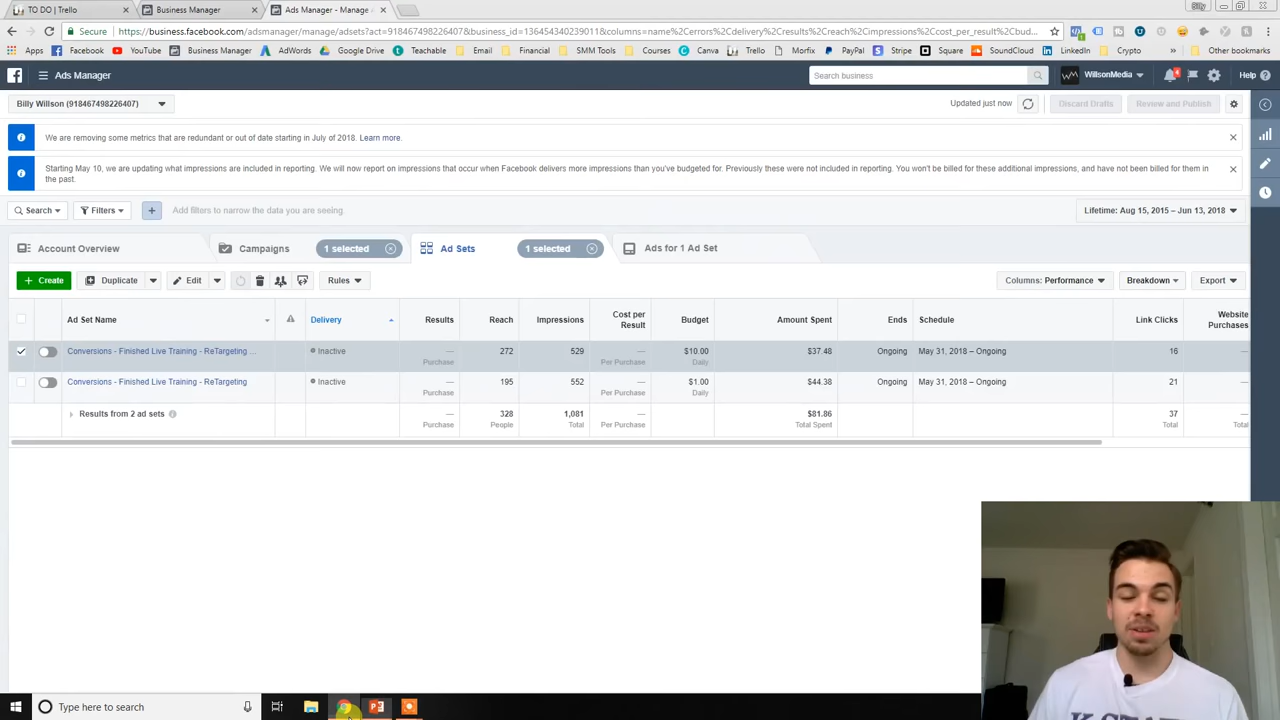 TO DO | Trello
Business Manager
Ads Manager - Manage
Billy
Secure
https://business.facebook.com/adsmanager/manage/adsets?act=918467498226407&business_id=136454340239011&columns=name%2Cerrors%2Cdelivery%2Cresults%2Creach%2Cimpressions%2Ccost_per_result%2Cbud...
Apps Facebook YouTube Business Manager AdWords Google Drive Teachable Business Email Financial SMM Tools Courses Canva Trello Morfix PayPal Stripe Square SoundCloud LinkedIn Crypto Other bookmarks
Ads Manager
Search business
WillsonMedia
4
Help
Billy Willson (918467498226407)
Updated just now
Discard Drafts
Review and Publish
We are removing some metrics that are redundant or out of date starting in July of 2018. Learn more.
Starting May 10, we are updating what impressions are included in reporting. We will now report on impressions that occur when Facebook delivers more impressions than you've budgeted for. Previously these were not included in reporting. You won't be billed for these additional impressions, and have not been billed for them in
the past.
Search
Filters
Add filters to narrow the data you are seeing
Lifetime: Aug 15, 2015 – Jun 13, 2018
Account Overview
Campaigns
1 selected
Ad Sets
1 selected
Ads for 1 Ad Set
+ Create
Duplicate
Edit
Rules
Columns: Performance
Breakdown
Export
Ad Set Name
Delivery
Results
Reach
Impressions
Cost per
Result
Budget
Amount Spent
Ends
Schedule
Link Clicks
Website
Purchases
Conversions - Finished Live Training - ReTargeting ...
Inactive
—
Purchase
272
529
—
Per Purchase
$10.00
Daily
$37.48
Ongoing
May 31, 2018 – Ongoing
16
—
Conversions - Finished Live Training - ReTargeting
Inactive
—
Purchase
195
552
—
Per Purchase
$1.00
Daily
$44.38
Ongoing
May 31, 2018 – Ongoing
21
—
Results from 2 ad sets
—
Purchase
328
People
1,081
Total
—
Per Purchase
$81.86
Total Spent
37
Total
—
Type here to search